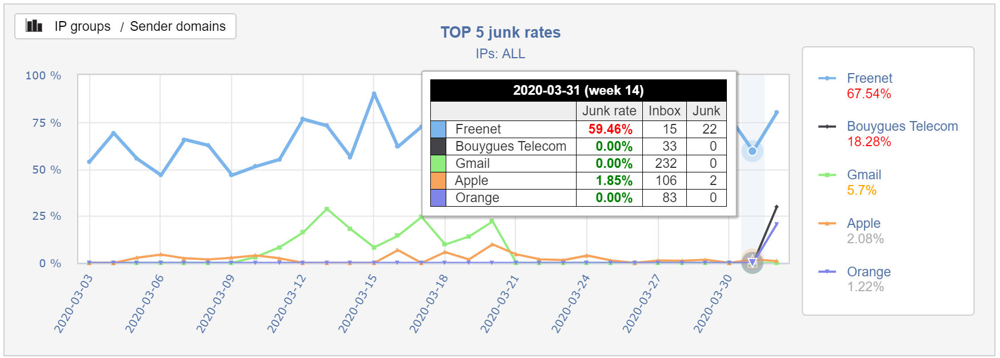 IP groups / Sender domains
TOP 5 junk rates
IPs: ALL
100 %
75 %
50 %
25 %
0 %
2020-03-03
2020-03-06
2020-03-09
2020-03-12
2020-03-15
2020-03-18
2020-03-21
2020-03-24
2020-03-27
2020-03-30
2020-03-31 (week 14)
Junk rate Inbox Junk
Freenet 59.46% 15 22
Bouygues Telecom 0.00% 33 0
Gmail 0.00% 232 0
Apple 1.85% 106 2
Orange 0.00% 83 0
Freenet
67.54%
Bouygues Telecom
18.28%
Gmail
5.7%
Apple
2.08%
Orange
1.22%